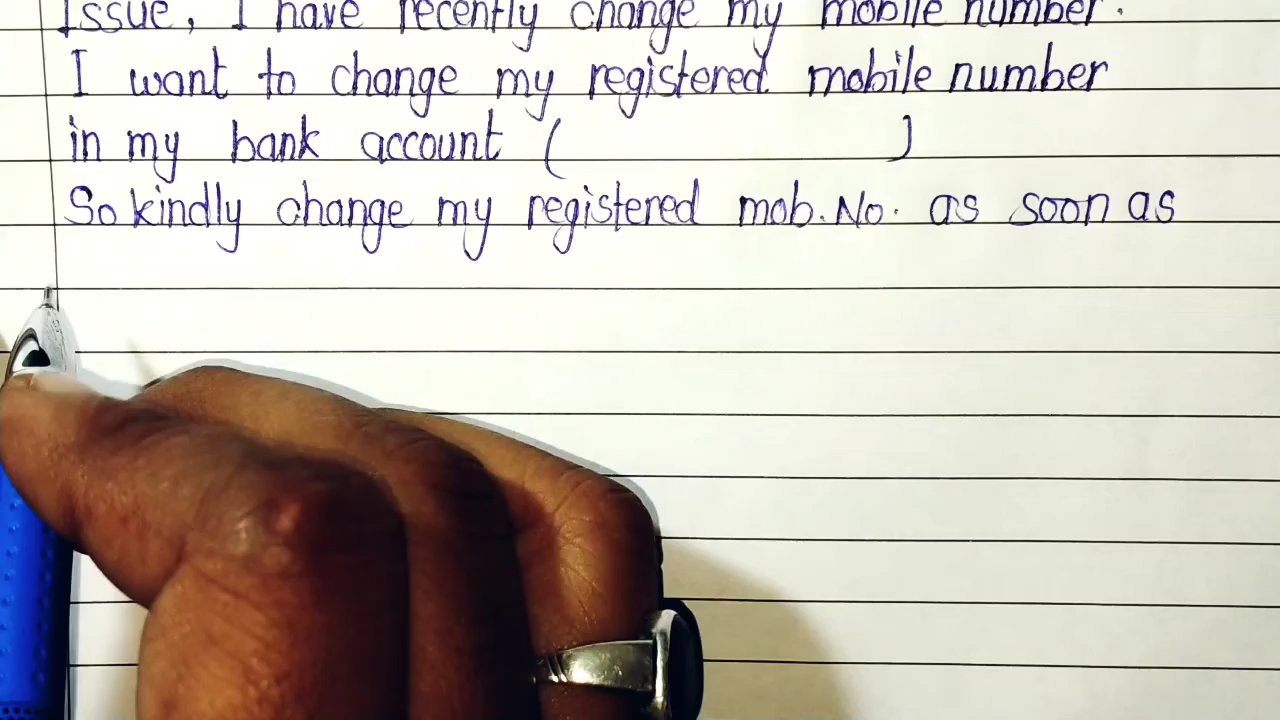 Issue, I have recently change my mobile number.
I want to change my registered mobile number
in my bank account ( )
So kindly change my registered mob. No. as soon as